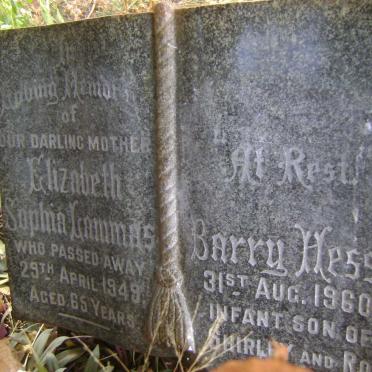 In
Loving Memory
of
OUR DARLING MOTHER
Elizabeth
Sophia Lammas
WHO PASSED AWAY
29TH APRIL 1949.
AGED 65 YEARS.
At Rest
Barry Hess
31ST AUG. 1960
INFANT SON OF
SHIRLEY AND RO